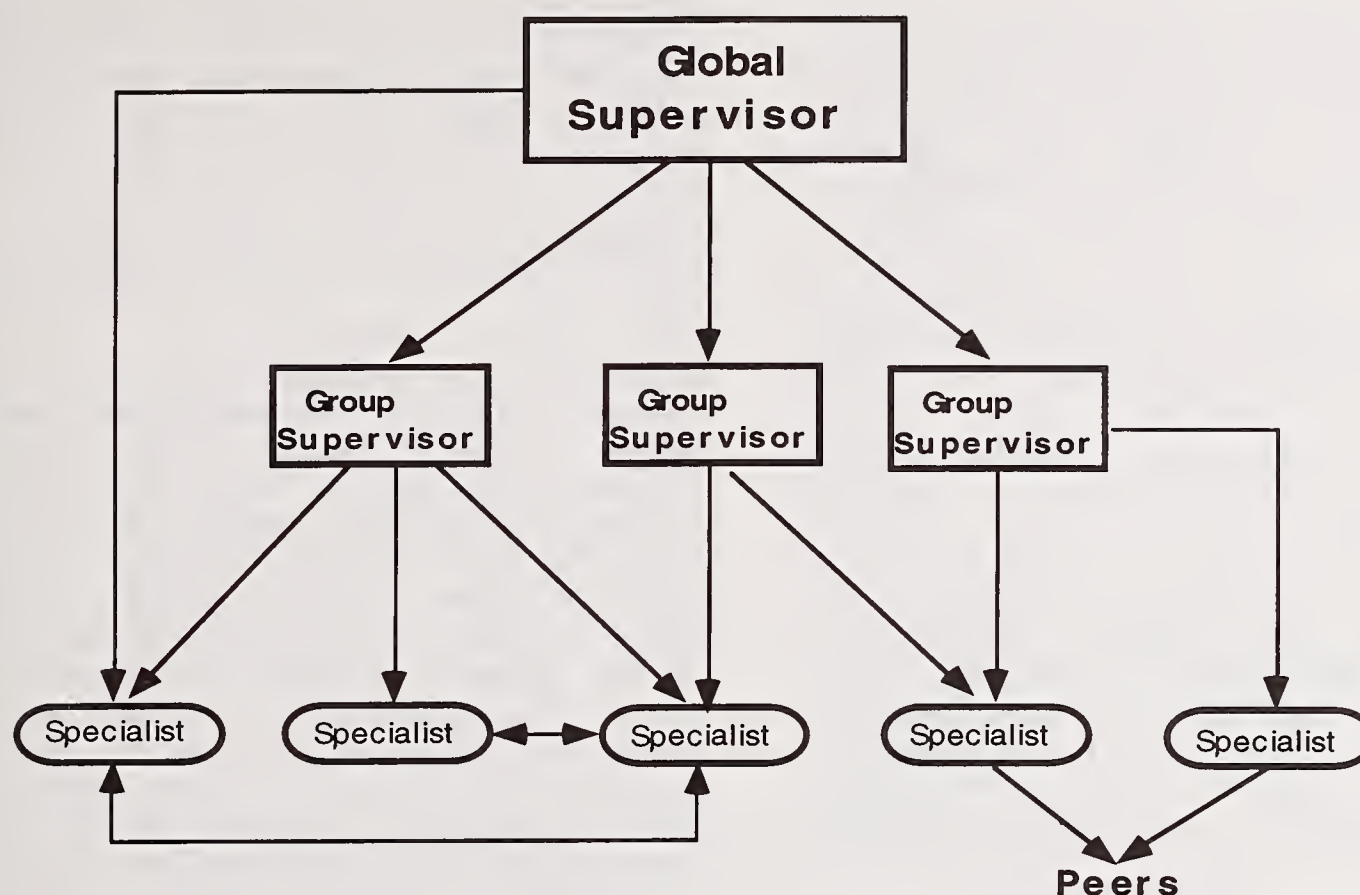 Global
Supervisor
Group
Supervisor
Group
Supervisor
Group
Supervisor
Specialist
Specialist
Specialist
Specialist
Specialist
Peers